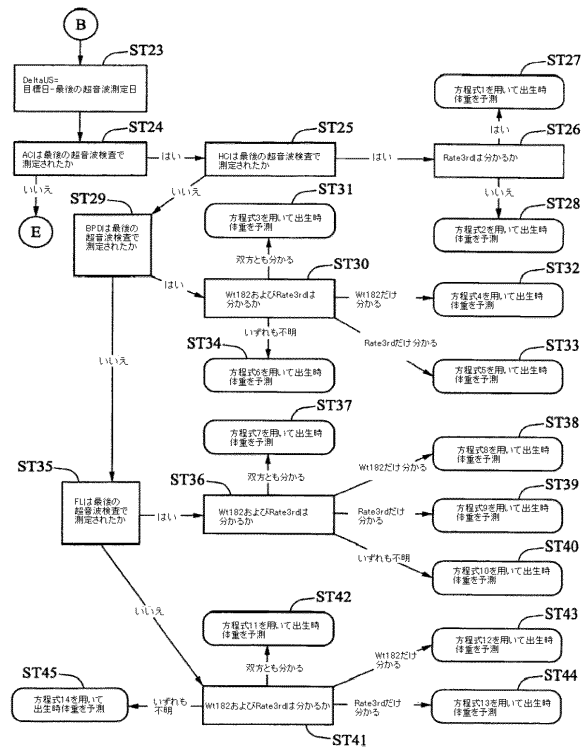 B
ST23
DeltaUS=
目標日-最後の超音波測定日
ST24
ACIは最後の超音波検査で
測定されたか
はい
いいえ
E
ST25
HCIは最後の超音波検査で
測定されたか
はい
いいえ
ST26
Rate3rdは分かるか
はい
いいえ
ST27
方程式1を用いて出生時
体重を予測
ST28
方程式2を用いて出生時
体重を予測
ST29
BPDIは最後の
超音波検査で
測定されたか
はい
いいえ
ST30
Wt182およびRate3rdは
分かるか
双方とも分かる
Wt182だけ
分かる
Rate3rdだけ分かる
いずれも不明
ST31
方程式3を用いて出生時
体重を予測
ST32
方程式4を用いて出生時
体重を予測
ST33
方程式5を用いて出生時
体重を予測
ST34
方程式6を用いて出生時
体重を予測
ST35
FLIは最後の
超音波検査で
測定されたか
はい
いいえ
ST36
Wt182およびRate3rdは
分かるか
双方とも分かる
Wt182だけ分かる
Rate3rdだけ
分かる
いずれも不明
ST37
方程式7を用いて出生時
体重を予測
ST38
方程式8を用いて出生時
体重を予測
ST39
方程式9を用いて出生時
体重を予測
ST40
方程式10を用いて出生時
体重を予測
ST41
Wt182およびRate3rdは分かるか
双方とも分かる
Wt182だけ
分かる
Rate3rdだけ
分かる
いずれも
不明
ST42
方程式11を用いて出生時
体重を予測
ST43
方程式12を用いて出生時
体重を予測
ST44
方程式13を用いて出生時
体重を予測
ST45
方程式14を用いて
出生時体重を予測